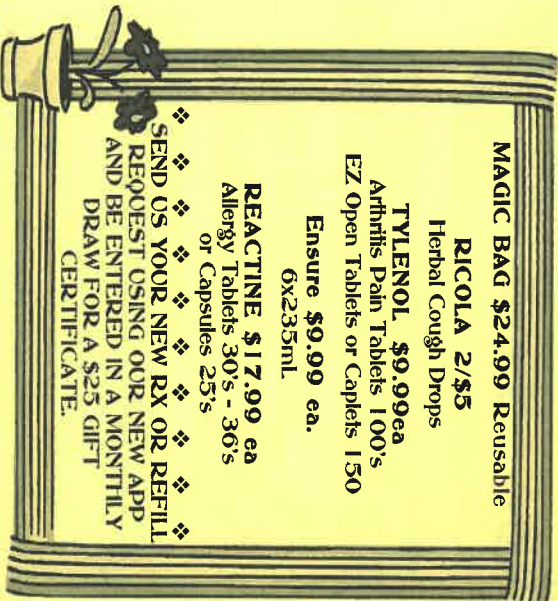 MAGIC BAG $24.99 Reusable
RICOLA 2/$5
Herbal Cough Drops
TYLENOL $9.99ea
Arthritis Pain Tablets 100's
EZ Open Tablets or Caplets 150
Ensure $9.99 ea.
6x235mL
REACTINE $17.99 ea
Allergy Tablets 30's - 36's
or Capsules 25's
SEND US YOUR NEW RX OR REFILL
REQUEST USING OUR NEW APP
AND BE ENTERED IN A MONTHLY
DRAW FOR A $25 GIFT
CERTIFICATE.